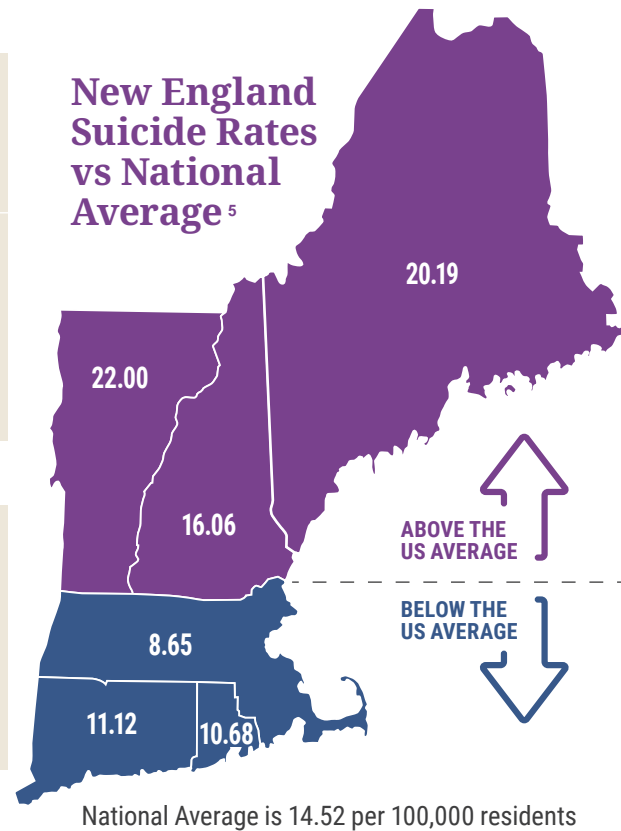 New England
Suicide Rates
vs National
Average 5
20.19
22.00
16.06
ABOVE THE
US AVERAGE
BELOW THE
US AVERAGE
8.65
11.12
10.68
National Average is 14.52 per 100,000 residents